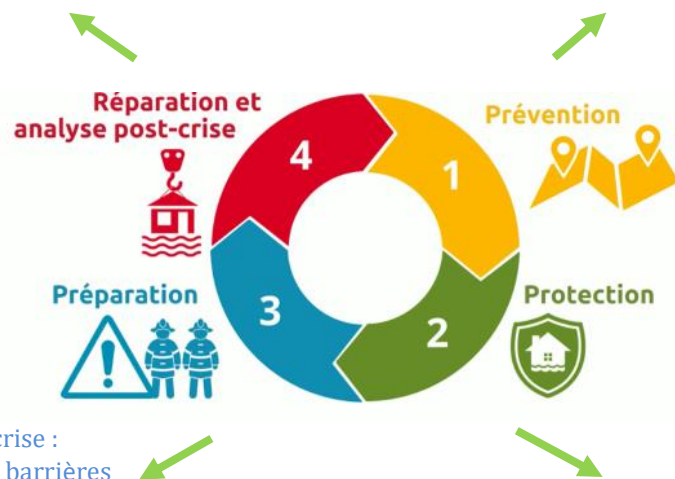 Réparation et
analyse post-crise
4
Prévention
1
Préparation
3
Protection
2
crise :
barrières